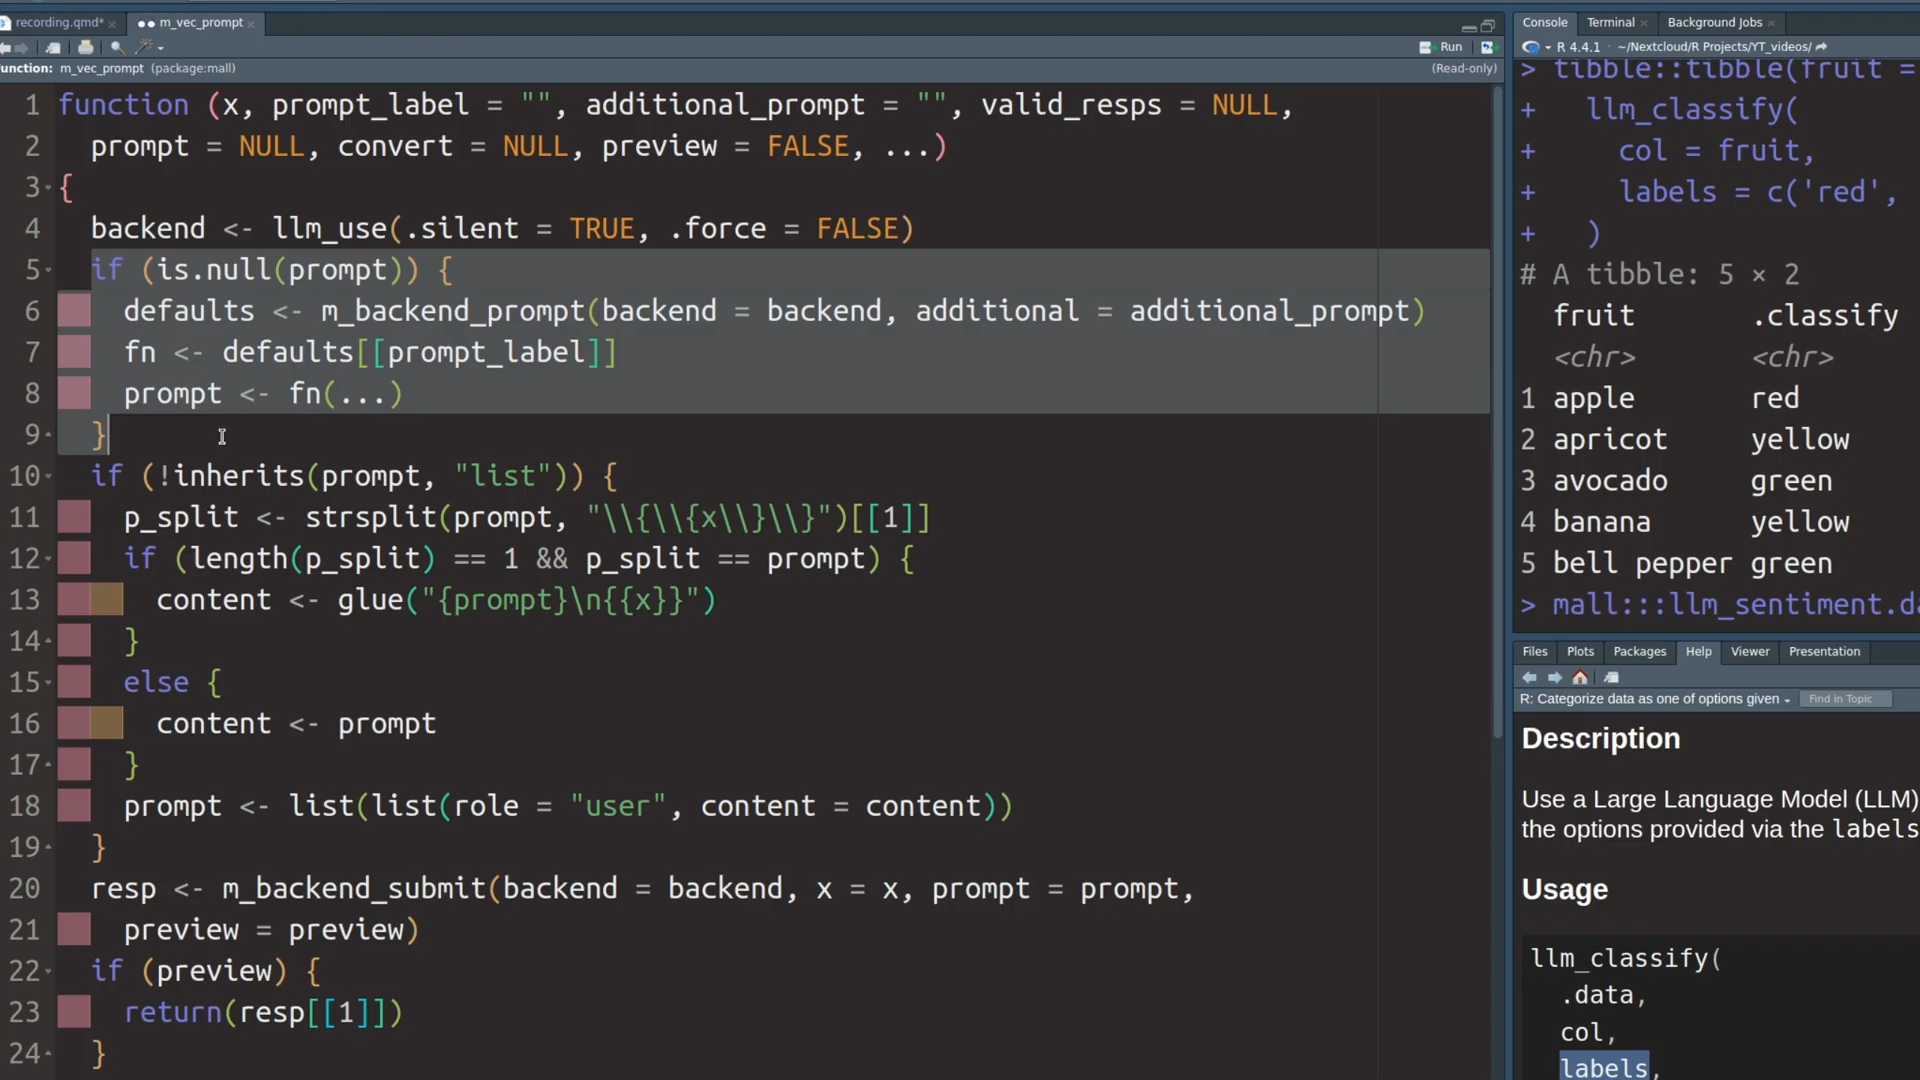 recording.qmd*
m_vec_prompt
Run
Function: m_vec_prompt (package:mall)
(Read-only)
1 function (x, prompt_label = "", additional_prompt = "", valid_resps = NULL,
2 prompt = NULL, convert = NULL, preview = FALSE, ...)
3 {
4 backend <- llm_use(.silent = TRUE, .force = FALSE)
5 if (is.null(prompt)) {
6 defaults <- m_backend_prompt(backend = backend, additional = additional_prompt)
7 fn <- defaults[[prompt_label]]
8 prompt <- fn(...)
9 }
10 if (!inherits(prompt, "list")) {
11 p_split <- strsplit(prompt, "\\{\\{x\\}\\}")[[1]]
12 if (length(p_split) == 1 && p_split == prompt) {
13 content <- glue("{prompt}\n{{x}}")
14 }
15 else {
16 content <- prompt
17 }
18 prompt <- list(list(role = "user", content = content))
19 }
20 resp <- m_backend_submit(backend = backend, x = x, prompt = prompt,
21 preview = preview)
22 if (preview) {
23 return(resp[[1]])
24 }
Console Terminal Background Jobs
R 4.4.1 · ~/Nextcloud/R Projects/YT_videos/
> tibble::tibble(fruit =
+ llm_classify(
+ col = fruit,
+ labels = c('red',
+ )
# A tibble: 5 × 2
fruit .classify
<chr> <chr>
1 apple red
2 apricot yellow
3 avocado green
4 banana yellow
5 bell pepper green
> mall:::llm_sentiment.da
Files Plots Packages Help Viewer Presentation
R: Categorize data as one of options given
Find in Topic
Description
Use a Large Language Model (LLM)
the options provided via the labels
Usage
llm_classify(
.data,
col,
labels,